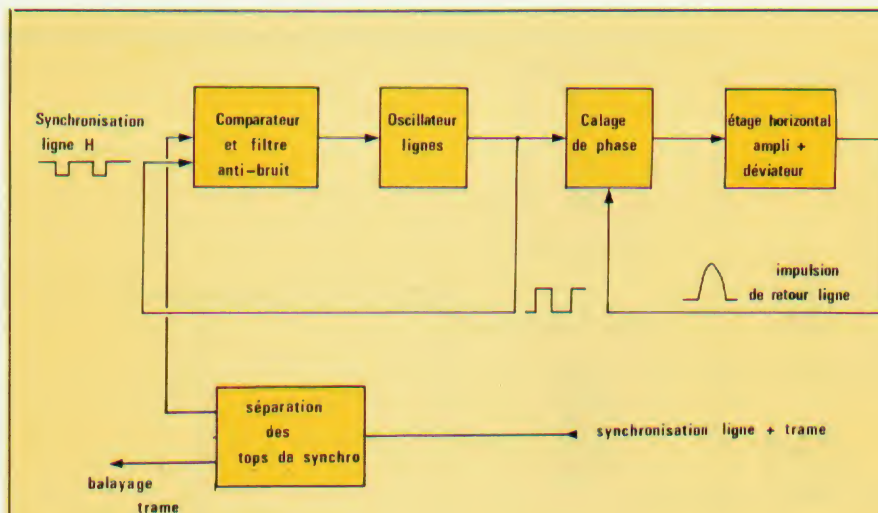 Synchronisation
ligne H
Comparateur
et filtre
anti-bruit
Oscillateur
lignes
Calage
de phase
étage horizontal
ampli +
déviateur
impulsion
de retour ligne
séparation
des
tops de synchro
synchronisation ligne + trame
balayage
trame